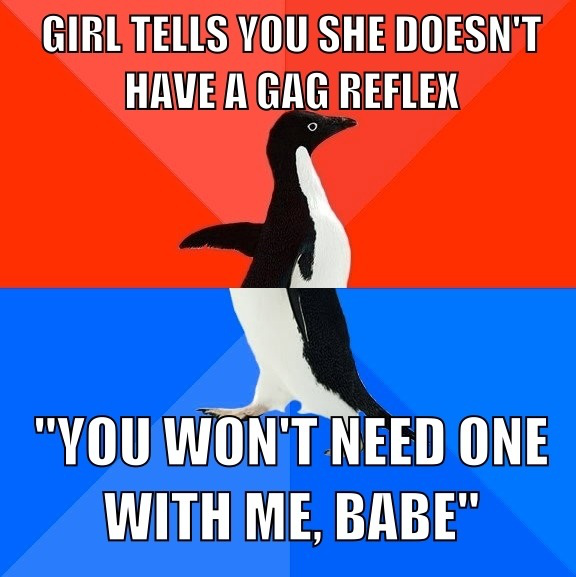 GIRL TELLS YOU SHE DOESN'T
HAVE A GAG REFLEX
"YOU WON'T NEED ONE
WITH ME, BABE"